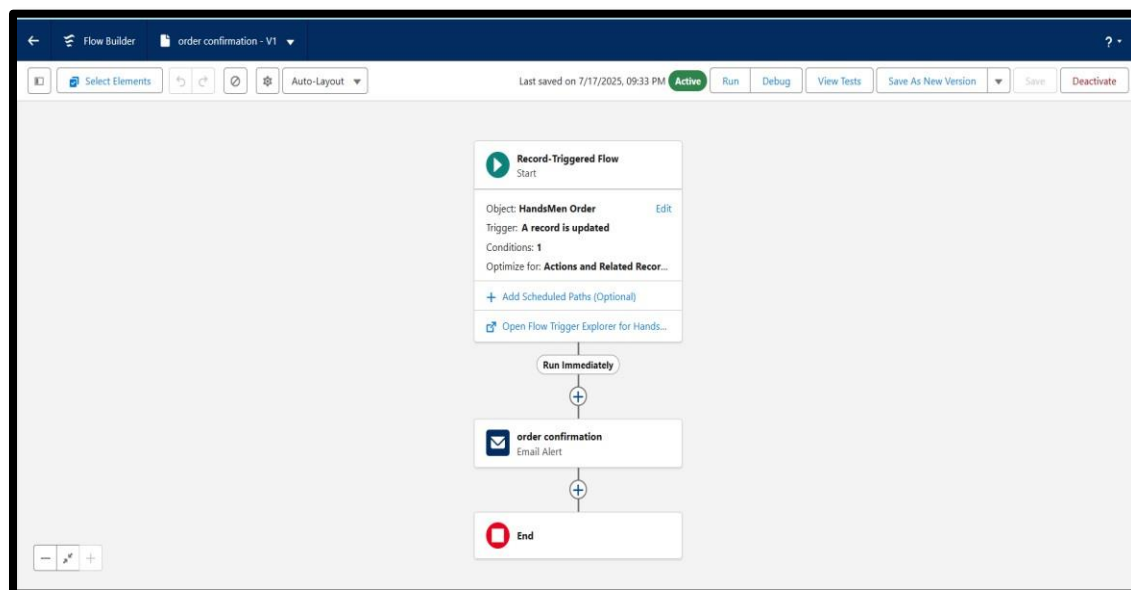 Flow Builder order confirmation - V1 ?
Select Elements Auto-Layout Last saved on 7/17/2025, 09:33 PM Active Run Debug View Tests Save As New Version Save Deactivate
Record-Triggered Flow
Start
Object: HandsMen Order Edit
Trigger: A record is updated
Conditions: 1
Optimize for: Actions and Related Recor...
+ Add Scheduled Paths (Optional)
Open Flow Trigger Explorer for Hands...
Run Immediately
order confirmation
Email Alert
End